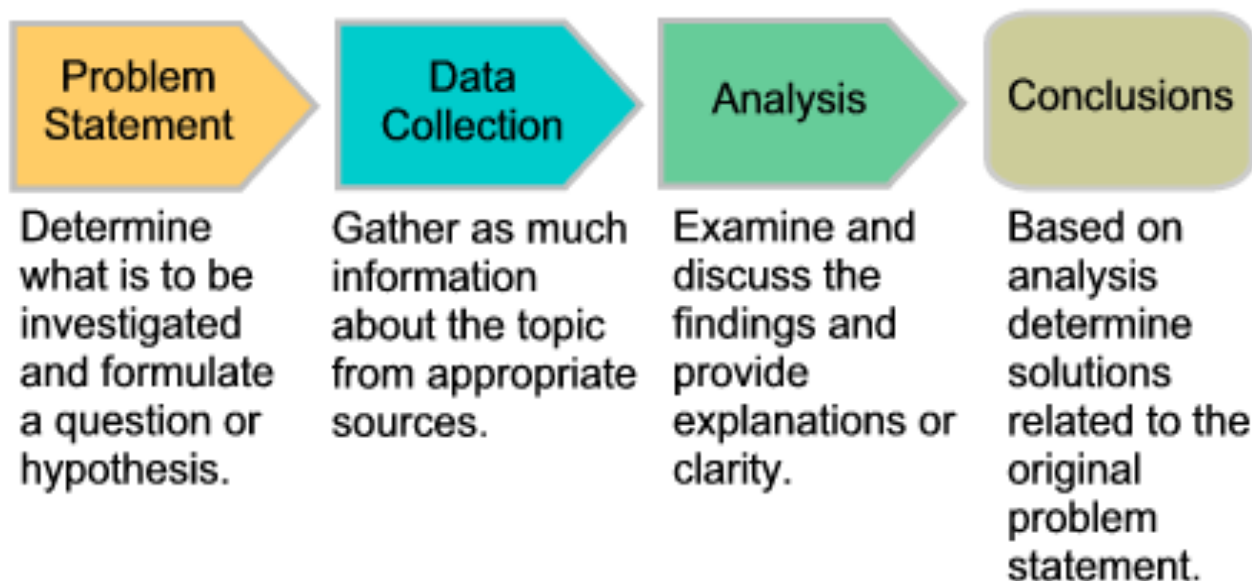 Problem
Statement
Determine
what is to be
investigated
and formulate
a question or
hypothesis.
Data
Collection
Gather as much
information
about the topic
from appropriate
sources.
Analysis
Examine and
discuss the
findings and
provide
explanations or
clarity.
Conclusions
Based on
analysis
determine
solutions
related to the
original
problem
statement.